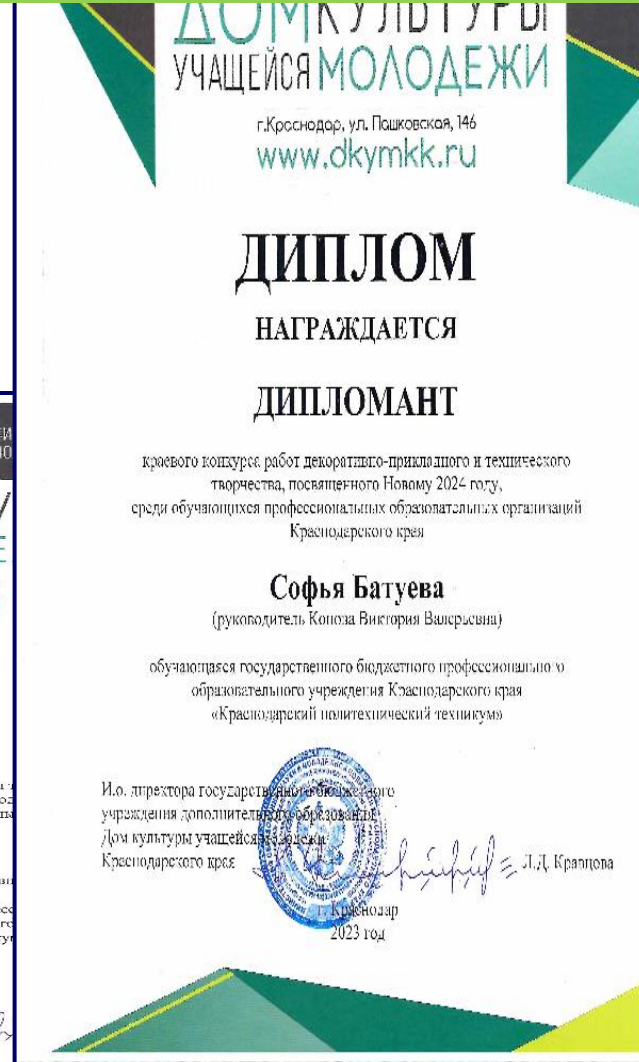 ДОМ КУЛЬТУРЫ
УЧАЩЕЙСЯ МОЛОДЕЖИ
г.Краснодар, ул. Пашковская, 146
www.dkymkk.ru
ДИПЛОМ
НАГРАЖДАЕТСЯ
ДИПЛОМАНТ
краевого конкурса работ декоративно-прикладного и технического
творчества, посвященного Новому 2024 году,
среди обучающихся профессиональных образовательных организаций
Краснодарского края
Софья Батуева
(руководитель Виктория Валерьевна)
обучающаяся государственного бюджетного профессионального
образовательного учреждения Краснодарского края
«Краснодарский политехнический техникум»
И.о. директора государственного бюджетного
учреждения дополнительного образования
Дом культуры учащейся молодежи
Краснодарского края
Л.Д. Кравцова
г. Краснодар
2023 год